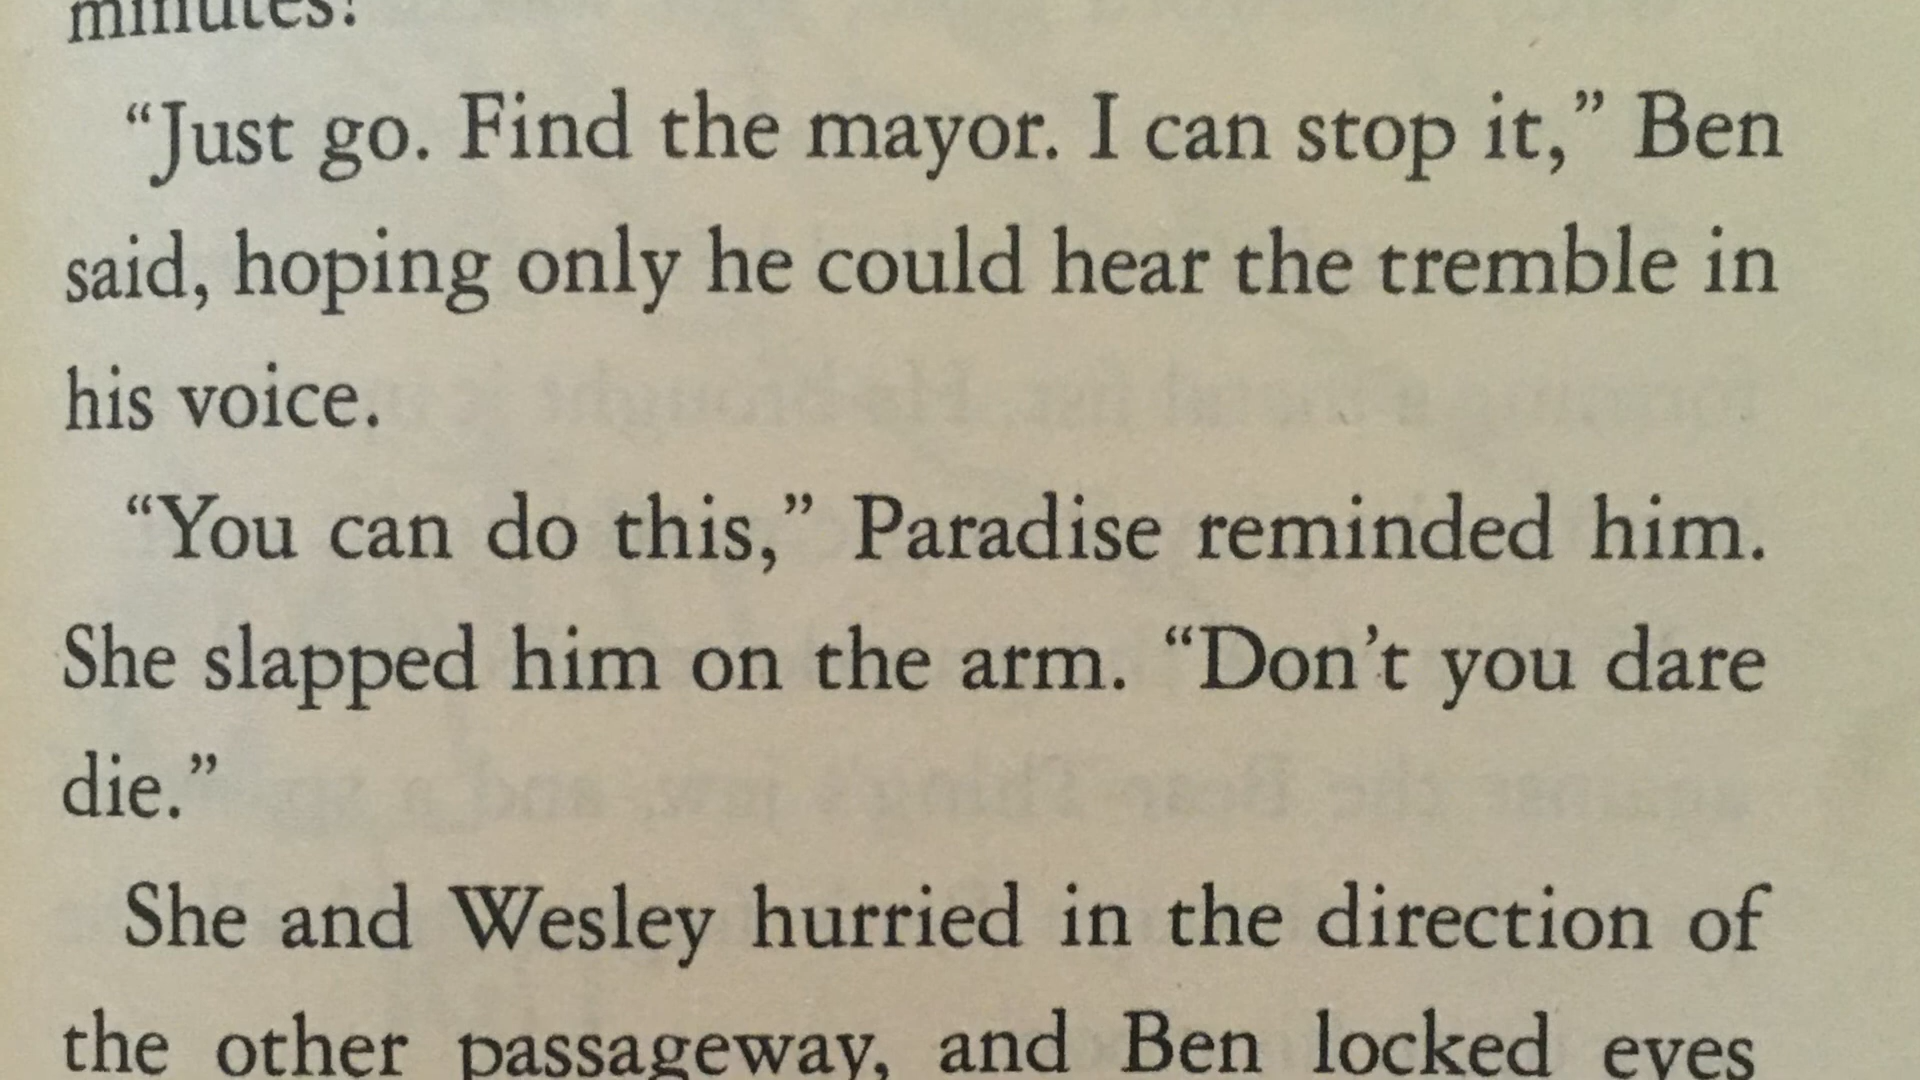 minutes!
“Just go. Find the mayor. I can stop it,” Ben
said, hoping only he could hear the tremble in
his voice.
“You can do this,” Paradise reminded him.
She slapped him on the arm. “Don’t you dare
die.”
She and Wesley hurried in the direction of
the other passageway, and Ben locked eyes